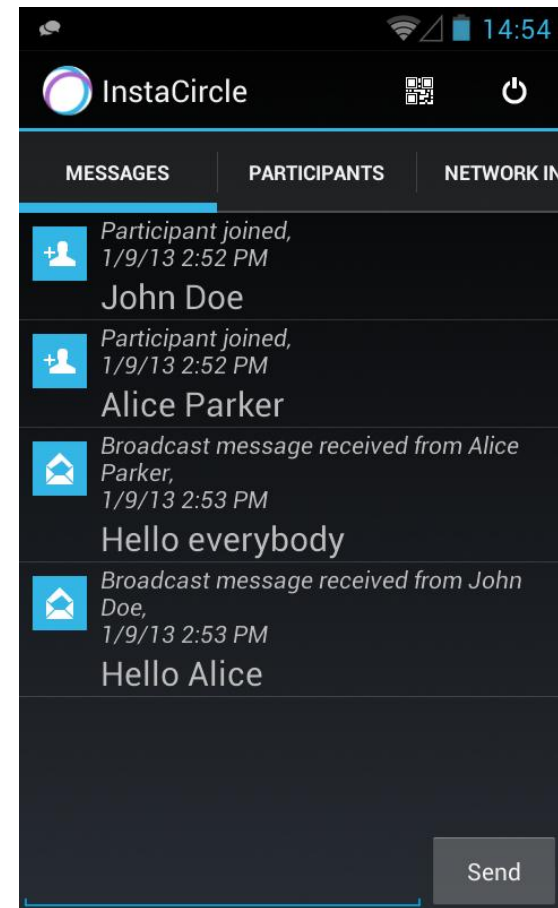 14:54
InstaCircle
MESSAGES
PARTICIPANTS
NETWORK IN
Participant joined,
1/9/13 2:52 PM
John Doe
Participant joined,
1/9/13 2:52 PM
Alice Parker
Broadcast message received from Alice
Parker,
1/9/13 2:53 PM
Hello everybody
Broadcast message received from John
Doe,
1/9/13 2:53 PM
Hello Alice
Send